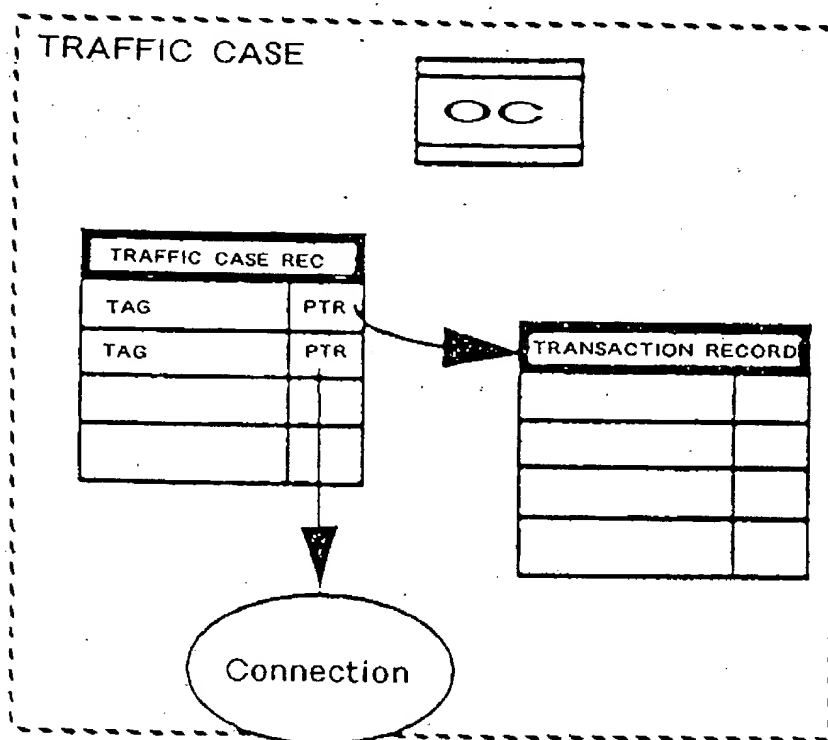 TRAFFIC CASE
OC
TRAFFIC CASE REC
TAG PTR
TAG PTR
TRANSACTION RECORD
Connection